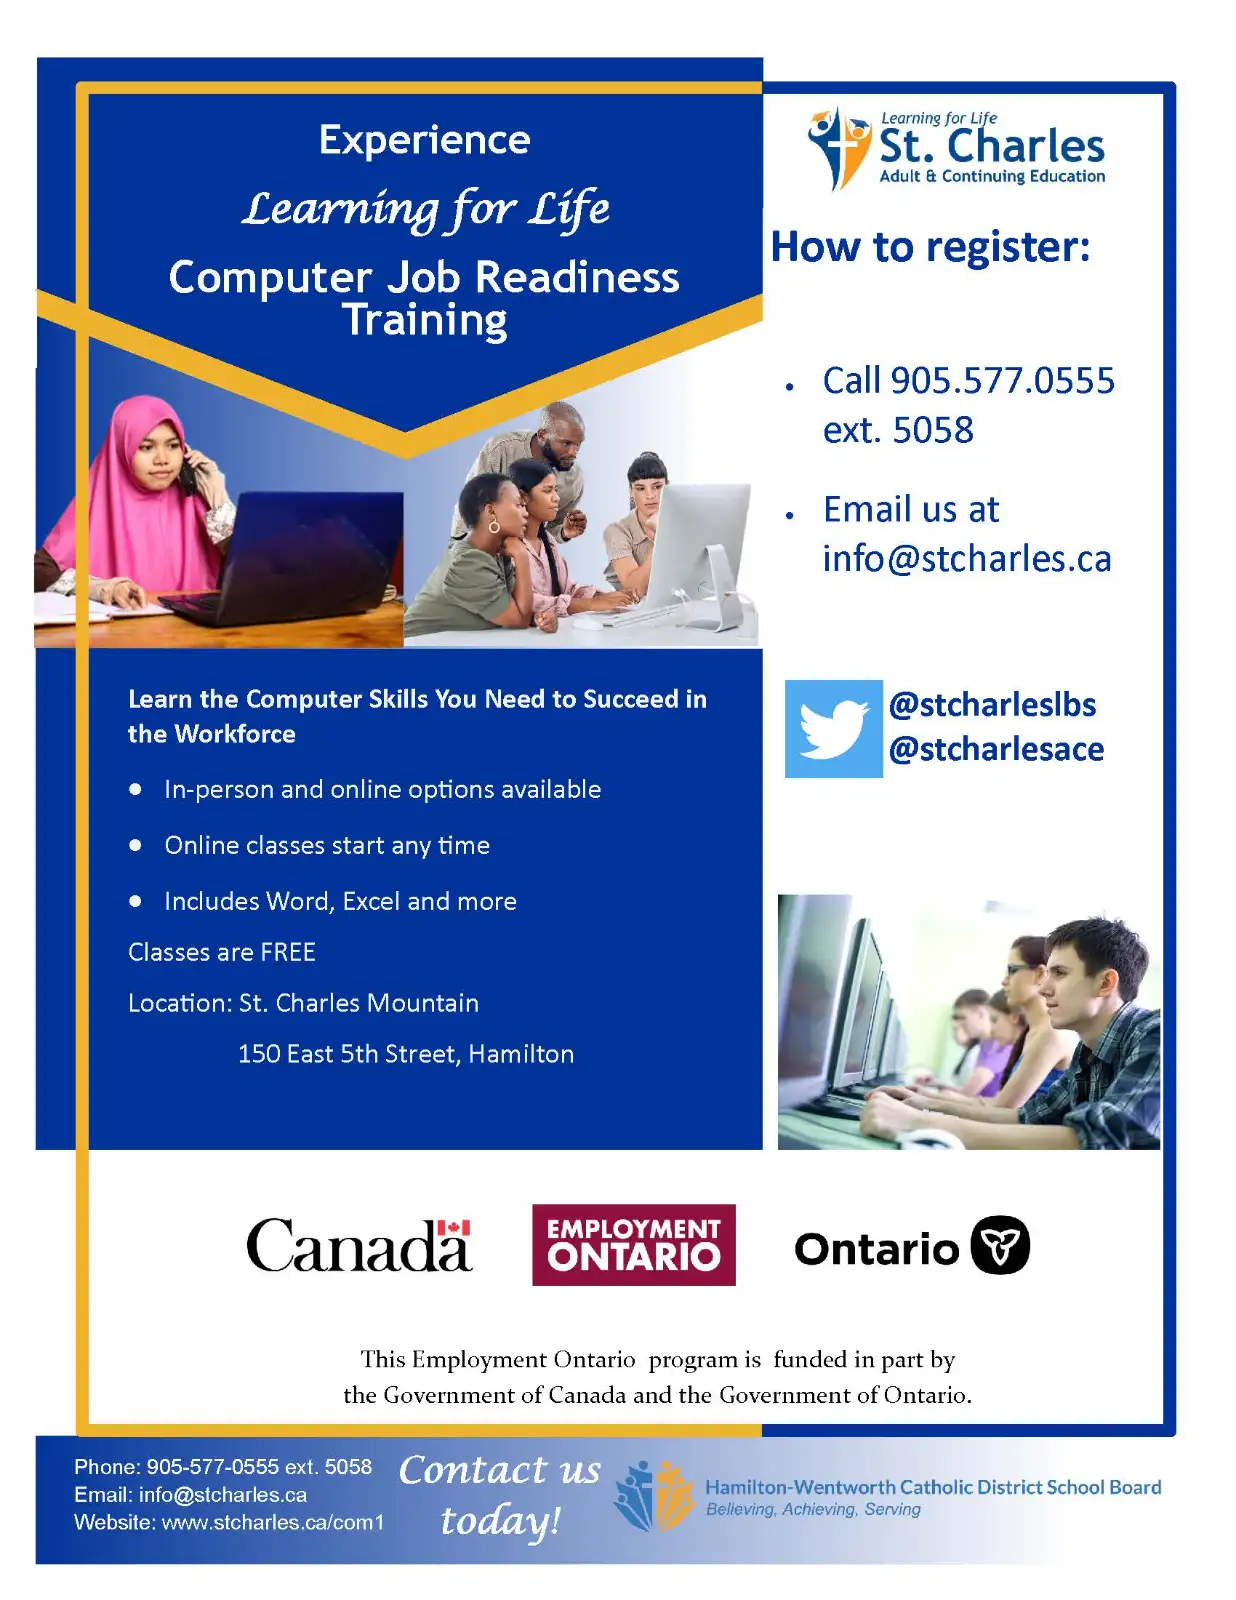 Experience
Learning for Life
Computer Job Readiness
Training
Learning for Life
St. Charles
Adult & Continuing Education
How to register:
• Call 905.577.0555
ext. 5058
• Email us at
info@stcharles.ca
@stcharleslbs
@stcharlesace
Learn the Computer Skills You Need to Succeed in
the Workforce
• In-person and online options available
• Online classes start any time
• Includes Word, Excel and more
Classes are FREE
Location: St. Charles Mountain
150 East 5th Street, Hamilton
Canada
EMPLOYMENT
ONTARIO
Ontario
This Employment Ontario program is funded in part by
the Government of Canada and the Government of Ontario.
Phone: 905-577-0555 ext. 5058
Email: info@stcharles.ca
Website: www.stcharles.ca/com1
Contact us
today!
Hamilton-Wentworth Catholic District School Board
Believing, Achieving, Serving